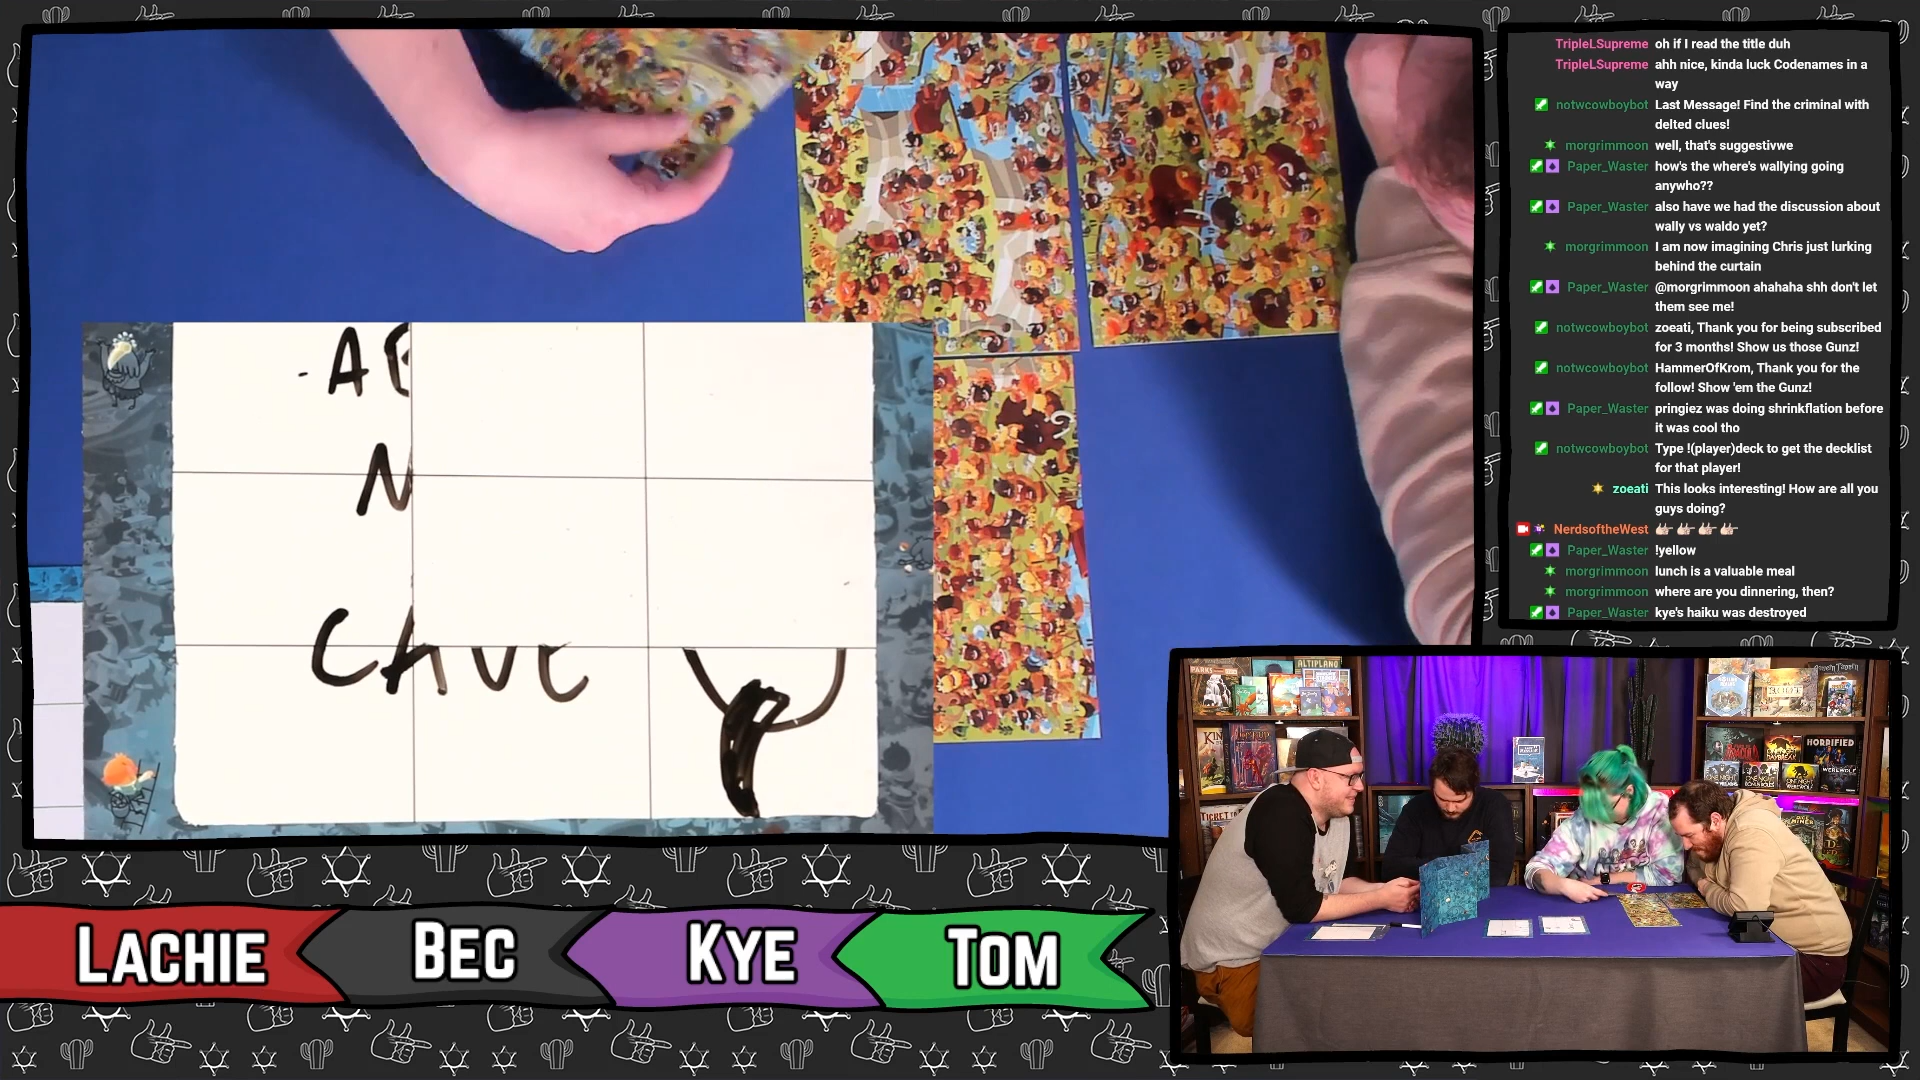 TripleLSupreme oh if I read the title duh
TripleLSupreme ahh nice, kinda luck Codenames in a
way
notwcowboybot Last Message! Find the criminal with
delted clues!
morgrimmoon well, that's suggestivwe
Paper_Waster how's the where's wallying going
anywho??
Paper_Waster also have we had the discussion about
wally vs waldo yet?
morgrimmoon I am now imagining Chris just lurking
behind the curtain
Paper_Waster @morgrimmoon ahahaha shh don't let
them see me!
notwcowboybot zoeati, Thank you for being subscribed
for 3 months! Show us those Gunz!
notwcowboybot HammerOfKrom, Thank you for the
follow! Show 'em the Gunz!
Paper_Waster pringiez was doing shrinkflation before
it was cool tho
notwcowboybot Type !(player)deck to get the decklist
for that player!
zoeati This looks interesting! How are all you
guys doing?
NerdsoftheWest
Paper_Waster !yellow
morgrimmoon lunch is a valuable meal
morgrimmoon where are you dinnering, then?
Paper_Waster kye's haiku was destroyed
N
CAVE
ALTIPLANO
PARKS
HORRIFIED
WEREWOLF
LACHIE
BEC
KYE
TOM